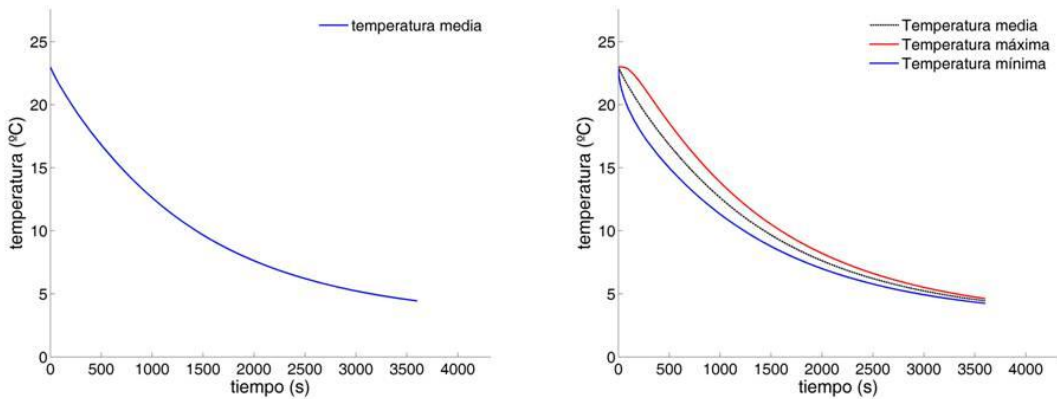 temperatura media
25
20
15
10
5
0
temperatura (ºC)
0 500 1000 1500 2000 2500 3000 3500 4000
tiempo (s)
Temperatura media
Temperatura máxima
Temperatura mínima
25
20
15
10
5
0
temperatura (ºC)
0 500 1000 1500 2000 2500 3000 3500 4000
tiempo (s)